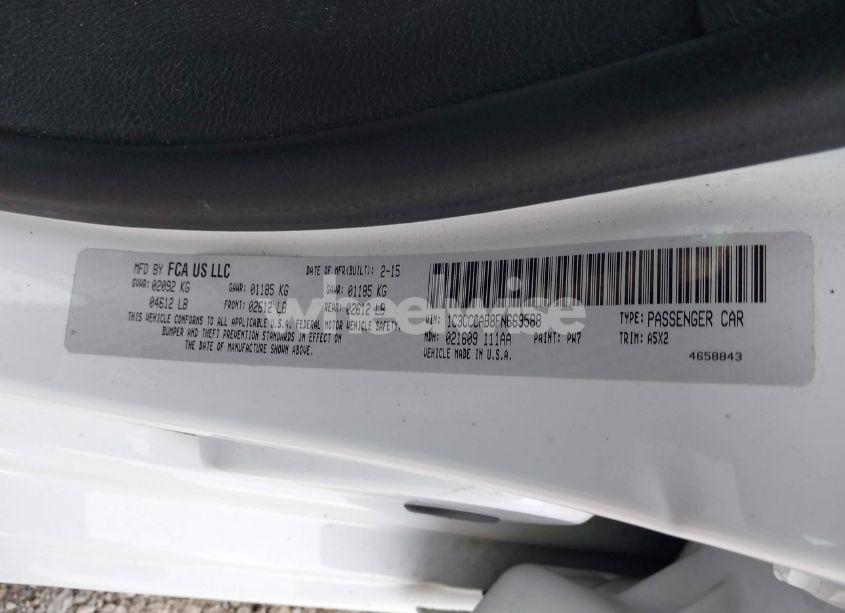 MFD BY FCA US LLC DATE OF MFR(BUILT): 2-15
GVWR: 02092 KG GAWR: 01185 KG GAWR: 01185 KG
04612 LB FRONT: 02612 LB REAR: 02612 LB
THIS VEHICLE CONFORMS TO ALL APPLICABLE U.S.A. FEDERAL MOTOR VEHICLE SAFETY,
BUMPER AND THEFT PREVENTION STANDARDS IN EFFECT ON
THE DATE OF MANUFACTURE SHOWN ABOVE.
VIN: 1C3CCCAB8FN669588 TYPE: PASSENGER CAR
MDH: 021609 111AA PAINT: PW7 TRIM: A5X2
VEHICLE MADE IN U.S.A. 4658843
wheelwise